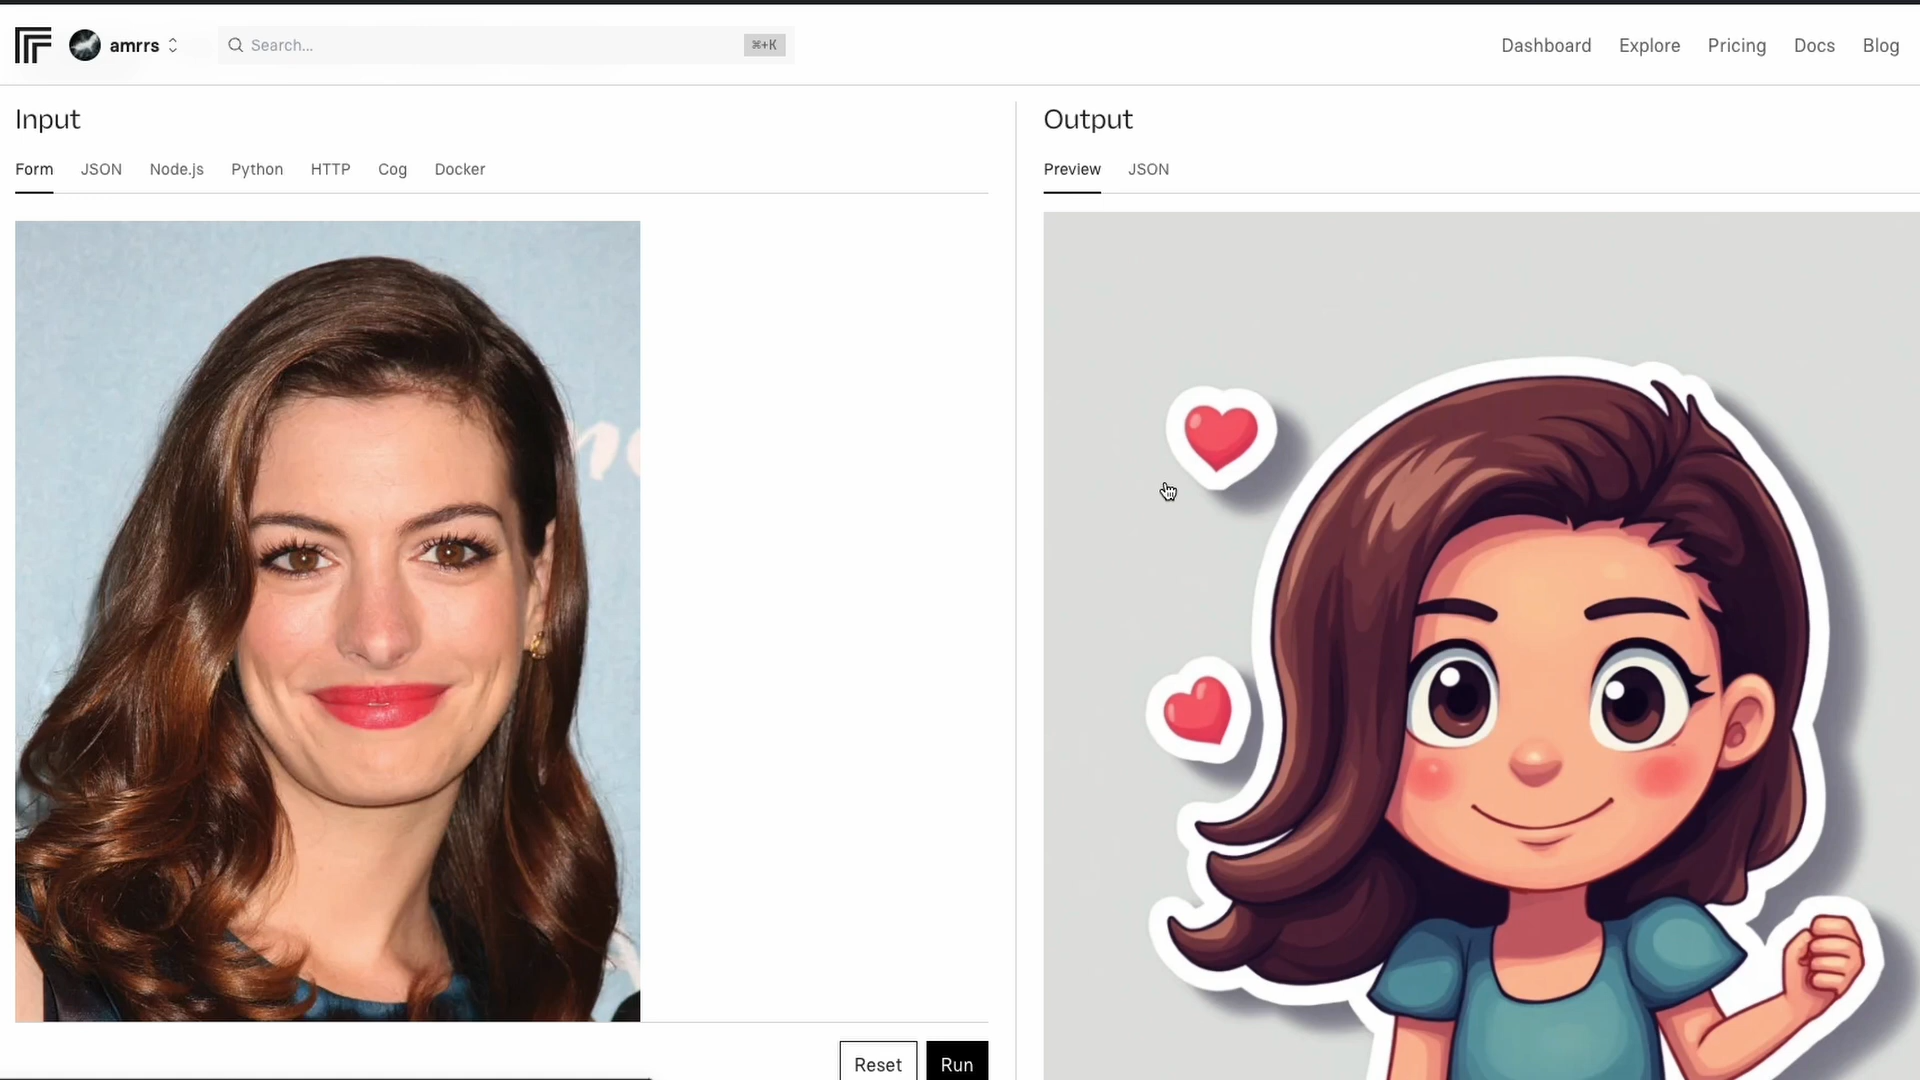 amrrs
Search...
⌘+K
Dashboard
Explore
Pricing
Docs
Blog
Input
Form
JSON
Node.js
Python
HTTP
Cog
Docker
Output
Preview
JSON
Reset
Run